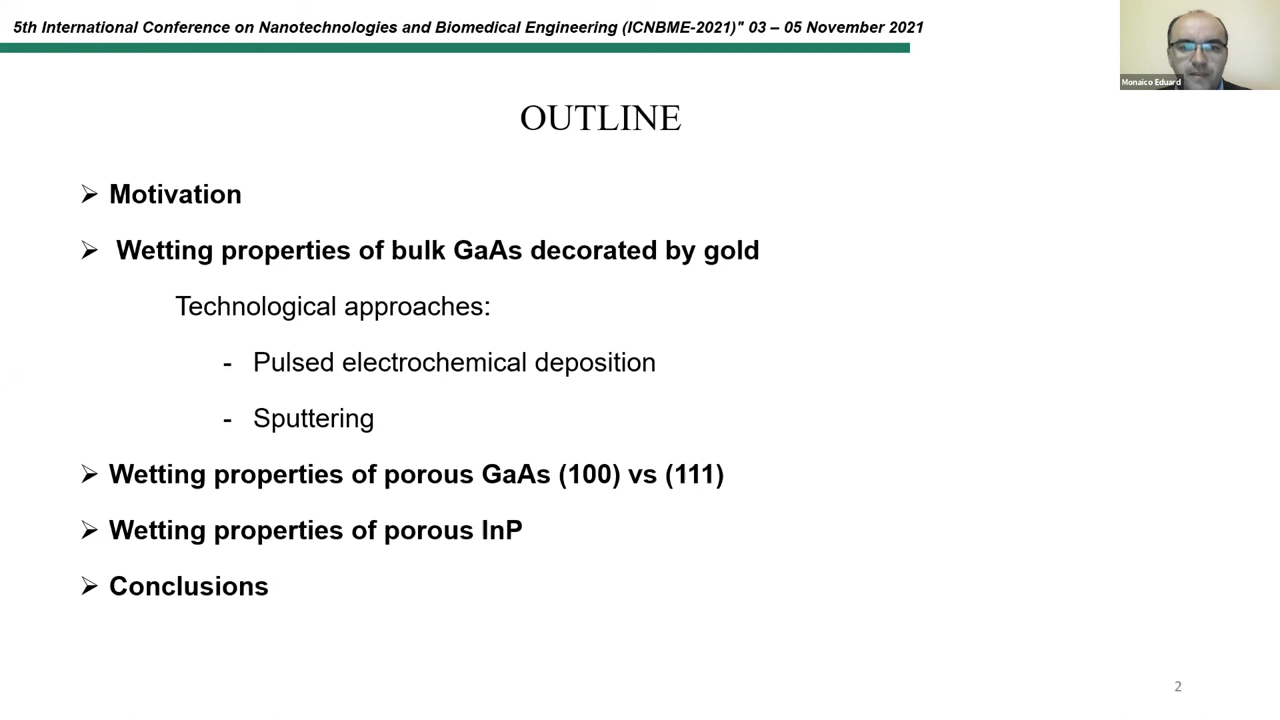 5th International Conference on Nanotechnologies and Biomedical Engineering (ICNBME-2021)" 03 – 05 November 2021
Monaico Eduard
OUTLINE
➢ Motivation
➢ Wetting properties of bulk GaAs decorated by gold
Technological approaches:
- Pulsed electrochemical deposition
- Sputtering
➢ Wetting properties of porous GaAs (100) vs (111)
➢ Wetting properties of porous InP
➢ Conclusions
2